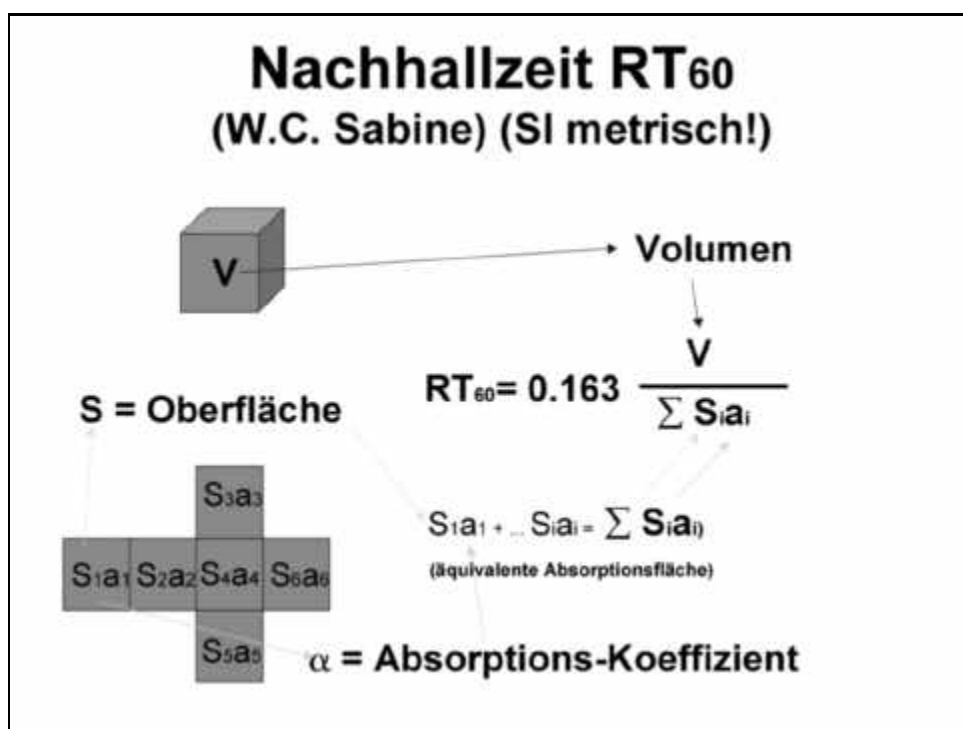 Nachhallzeit RT60
(W.C. Sabine) (SI metrisch!)
V
Volumen
V
RT60= 0.163
∑ Siai
S = Oberfläche
S3a3
S1a1 S2a2 S4a4 S6a6
S5a5
S1a1 + ... Siai = ∑ Siai)
(äquivalente Absorptionsfläche)
α = Absorptions-Koeffizient